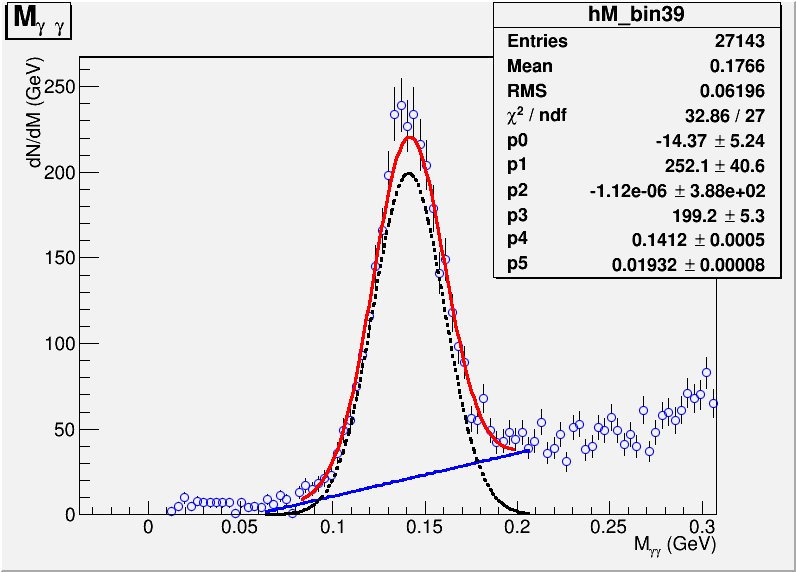 M γ γ
hM_bin39
Entries 27143
Mean 0.1766
RMS 0.06196
χ² / ndf 32.86 / 27
p0 -14.37 ± 5.24
p1 252.1 ± 40.6
p2 -1.12e-06 ± 3.88e+02
p3 199.2 ± 5.3
p4 0.1412 ± 0.0005
p5 0.01932 ± 0.00008
dN/dM (GeV)
250
200
150
100
50
0
0 0.05 0.1 0.15 0.2 0.25 0.3
Mγγ (GeV)